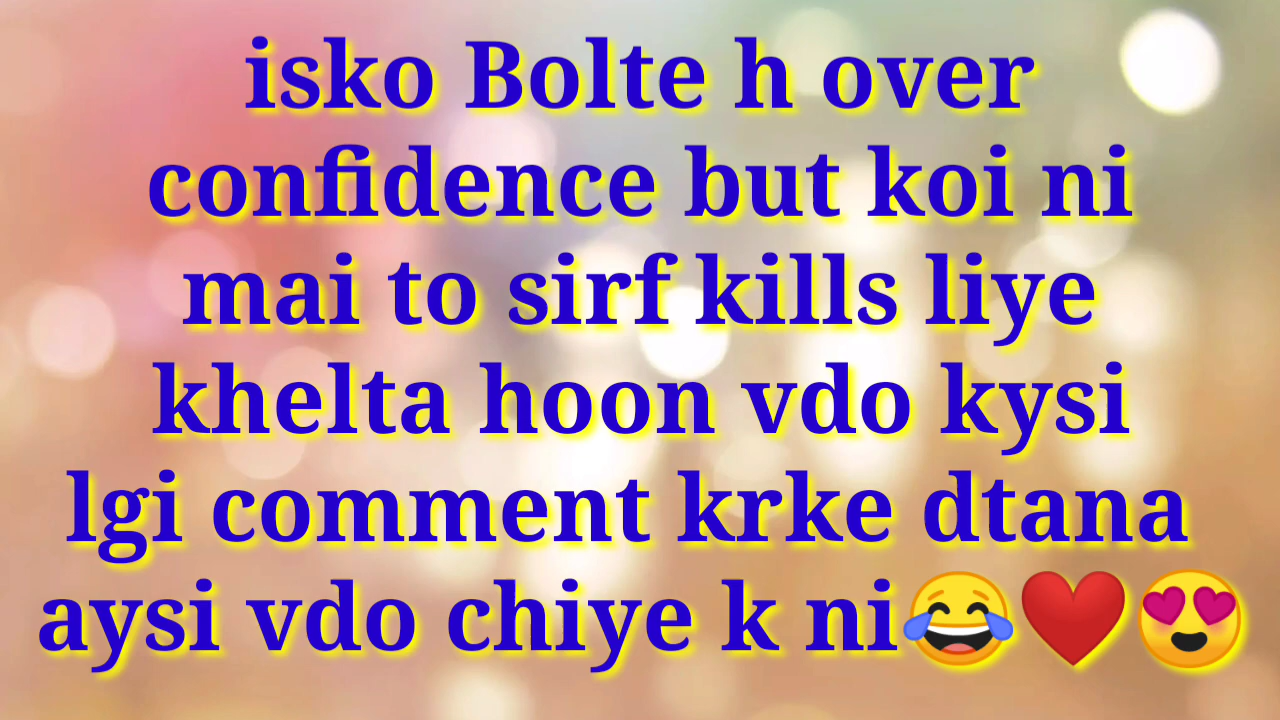 isko Bolte h over
confidence but koi ni
mai to sirf kills liye
khelta hoon vdo kysi
lgi comment krke dtana
aysi vdo chiye k ni😂❤️😍